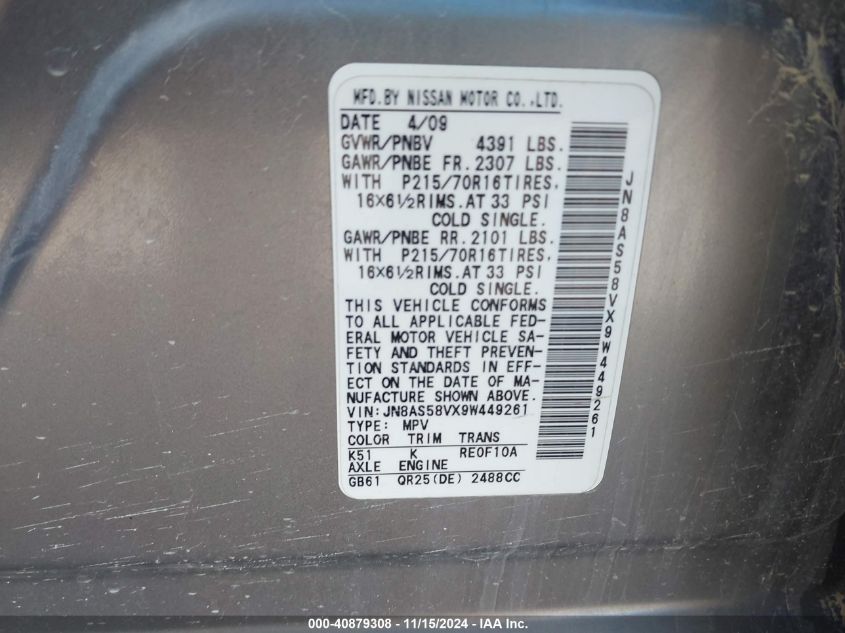 MFD.BY NISSAN MOTOR CO.,LTD.
DATE 4/09
GVWR/PNBV 4391 LBS.
GAWR/PNBE FR. 2307 LBS.
WITH P215/70R16TIRES,
16X6½RIMS.AT 33 PSI
COLD SINGLE.
GAWR/PNBE RR. 2101 LBS.
WITH P215/70R16TIRES,
16X6½RIMS.AT 33 PSI
COLD SINGLE.
THIS VEHICLE CONFORMS
TO ALL APPLICABLE FED-
ERAL MOTOR VEHICLE SA-
FETY AND THEFT PREVEN-
TION STANDARDS IN EFF-
ECT ON THE DATE OF MA-
NUFACTURE SHOWN ABOVE.
VIN:JN8AS58VX9W449261
TYPE: MPV
COLOR TRIM TRANS
K51 K RE0F10A
AXLE ENGINE
GB61 QR25(DE) 2488CC
JN8AS58VX9W449261
000-40879308 - 11/15/2024 - IAA Inc.